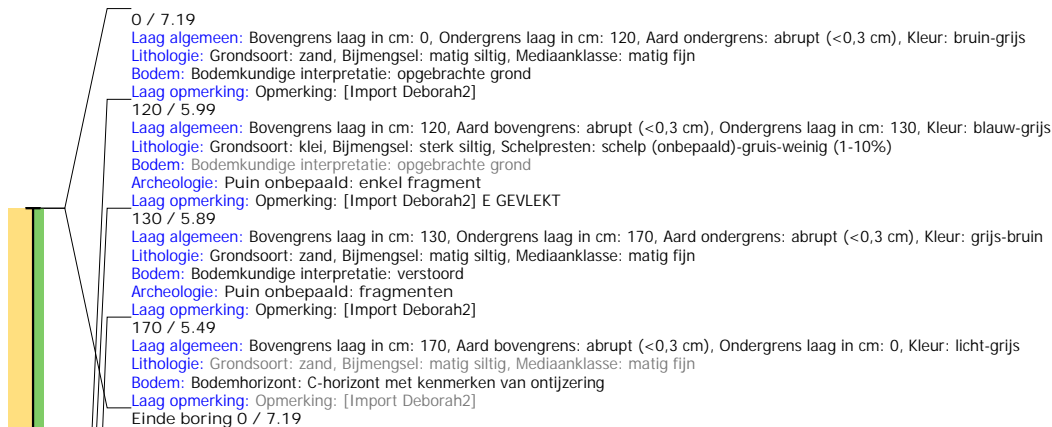 0 / 7.19
Laag algemeen: Bovengrens laag in cm: 0, Ondergrens laag in cm: 120, Aard ondergrens: abrupt (<0,3 cm), Kleur: bruin-grijs
Lithologie: Grondsoort: zand, Bijmengsel: matig siltig, Mediaanklasse: matig fijn
Bodem: Bodemkundige interpretatie: opgebrachte grond
Laag opmerking: Opmerking: [Import Deborah2]
120 / 5.99
Laag algemeen: Bovengrens laag in cm: 120, Aard bovengrens: abrupt (<0,3 cm), Ondergrens laag in cm: 130, Kleur: blauw-grijs
Lithologie: Grondsoort: klei, Bijmengsel: sterk siltig, Schelpresten: schelp (onbepaald)-gruis-weinig (1-10%)
Bodem: Bodemkundige interpretatie: opgebrachte grond
Archeologie: Puin onbepaald: enkel fragment
Laag opmerking: Opmerking: [Import Deborah2] E GEVLEKT
130 / 5.89
Laag algemeen: Bovengrens laag in cm: 130, Ondergrens laag in cm: 170, Aard ondergrens: abrupt (<0,3 cm), Kleur: grijs-bruin
Lithologie: Grondsoort: zand, Bijmengsel: matig siltig, Mediaanklasse: matig fijn
Bodem: Bodemkundige interpretatie: verstoord
Archeologie: Puin onbepaald: fragmenten
Laag opmerking: Opmerking: [Import Deborah2]
170 / 5.49
Laag algemeen: Bovengrens laag in cm: 170, Aard bovengrens: abrupt (<0,3 cm), Ondergrens laag in cm: 0, Kleur: licht-grijs
Lithologie: Grondsoort: zand, Bijmengsel: matig siltig, Mediaanklasse: matig fijn
Bodem: Bodemhorizont: C-horizont met kenmerken van ontijzering
Laag opmerking: Opmerking: [Import Deborah2]
Einde boring 0 / 7.19